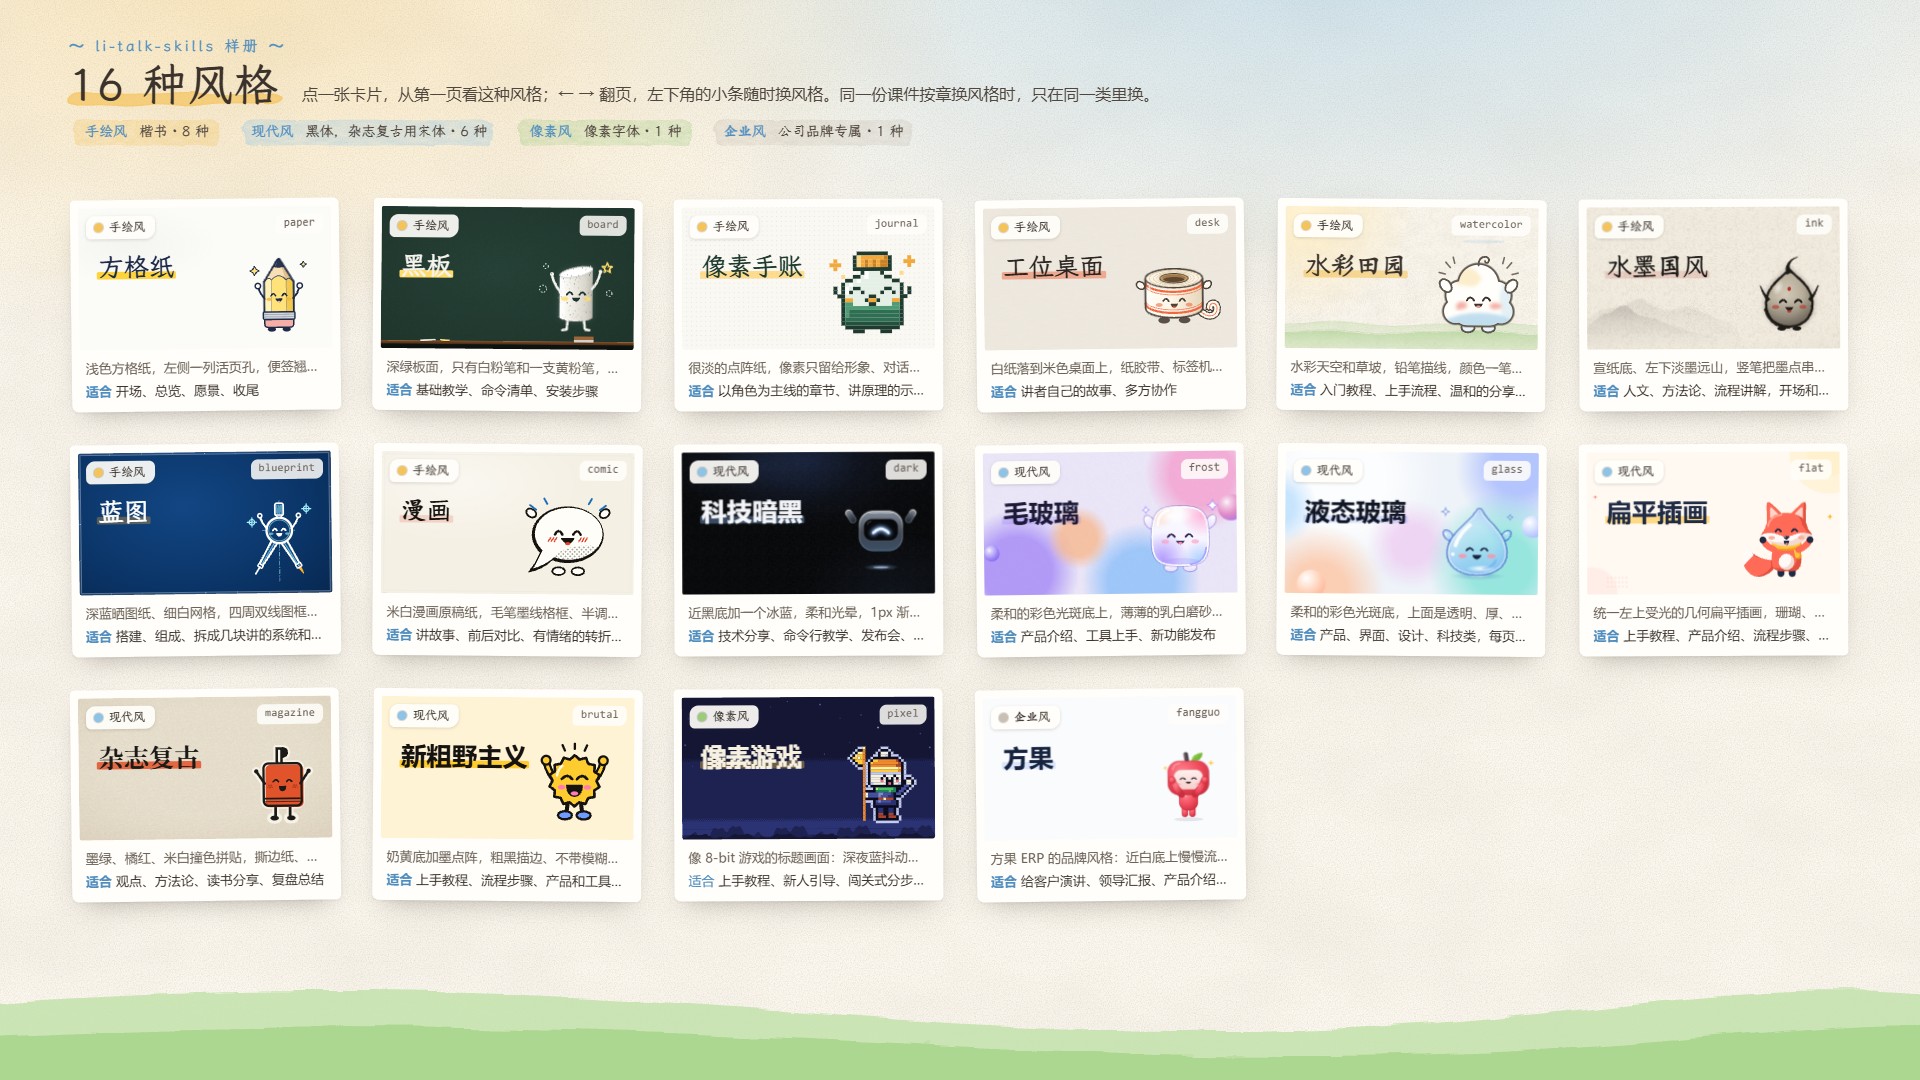 ～ li-talk-skills 样册 ～
16 种风格
点一张卡片，从第一页看这种风格；←→ 翻页，左下角的小条随时换风格。同一份课件按章换风格时，只在同一类里换。
手绘风 楷书・8 种
现代风 黑体，杂志复古用宋体・6 种
像素风 像素字体・1 种
企业风 公司品牌专属・1 种
手绘风
paper
方格纸
浅色方格纸，左侧一列活页孔，便签翘…
适合 开场、总览、愿景、收尾
手绘风
board
黑板
深绿板面，只有白粉笔和一支黄粉笔，…
适合 基础教学、命令清单、安装步骤
手绘风
journal
像素手账
很淡的点阵纸，像素只留给形象、对话…
适合 以角色为主线的章节、讲原理的示…
手绘风
desk
工位桌面
白纸落到米色桌面上，纸胶带、标签机…
适合 讲者自己的故事、多方协作
手绘风
watercolor
水彩田园
水彩天空和草坡，铅笔描线，颜色一笔…
适合 入门教程、上手流程、温和的分享…
手绘风
ink
水墨国风
宣纸底、左下淡墨远山，竖笔把墨点串…
适合 人文、方法论、流程讲解，开场和…
手绘风
blueprint
蓝图
深蓝晒图纸、细白网格，四周双线图框…
适合 搭建、组成、拆成几块讲的系统和…
手绘风
comic
漫画
米白漫画原稿纸，毛笔墨线格框、半调…
适合 讲故事、前后对比、有情绪的转折…
现代风
dark
科技暗黑
近黑底加一个冰蓝，柔和光晕，1px 渐…
适合 技术分享、命令行教学、发布会、…
现代风
frost
毛玻璃
柔和的彩色光斑底上，薄薄的乳白磨砂…
适合 产品介绍、工具上手、新功能发布
现代风
glass
液态玻璃
柔和的彩色光斑底，上面是透明、厚、…
适合 产品、界面、设计、科技类，每页…
现代风
flat
扁平插画
统一左上受光的几何扁平插画，珊瑚、…
适合 上手教程、产品介绍、流程步骤、…
现代风
magazine
杂志复古
墨绿、橘红、米白撞色拼贴，撕边纸、…
适合 观点、方法论、读书分享、复盘总结
现代风
brutal
新粗野主义
奶黄底加墨点阵，粗黑描边、不带模糊…
适合 上手教程、流程步骤、产品和工具…
像素风
pixel
像素游戏
像 8-bit 游戏的标题画面：深夜蓝抖动…
适合 上手教程、新人引导、闯关式分步…
企业风
fangguo
方果
方果 ERP 的品牌风格：近白底上慢慢流…
适合 给客户演讲、领导汇报、产品介绍…